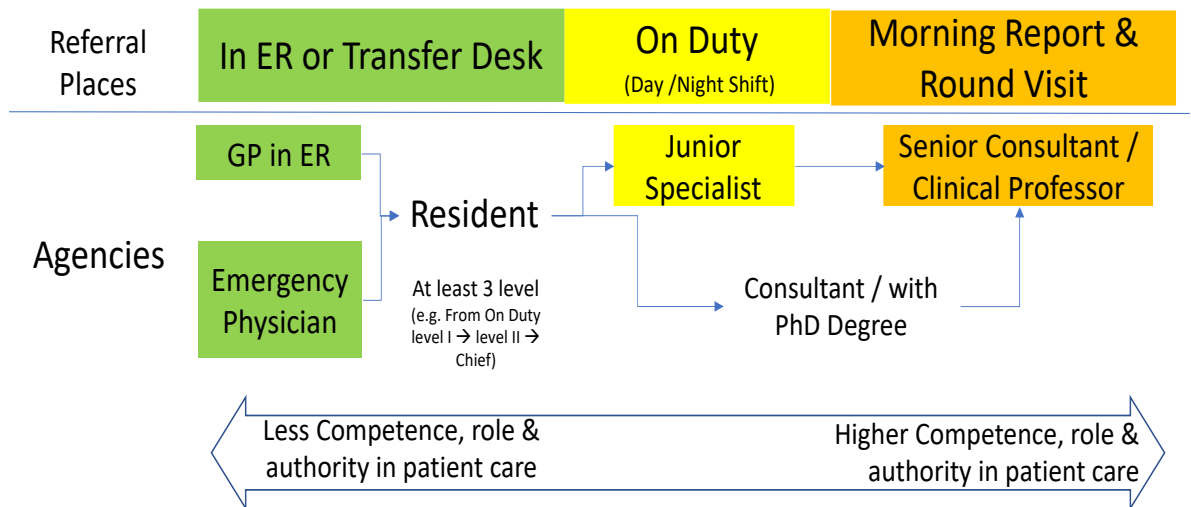 Referral
Places
In ER or Transfer Desk
On Duty
(Day /Night Shift)
Morning Report &
Round Visit
Agencies
GP in ER
Emergency
Physician
Resident
At least 3 level
(e.g. From On Duty
level I → level II →
Chief)
Junior
Specialist
Consultant / with
PhD Degree
Senior Consultant /
Clinical Professor
Less Competence, role &
authority in patient care
Higher Competence, role &
authority in patient care